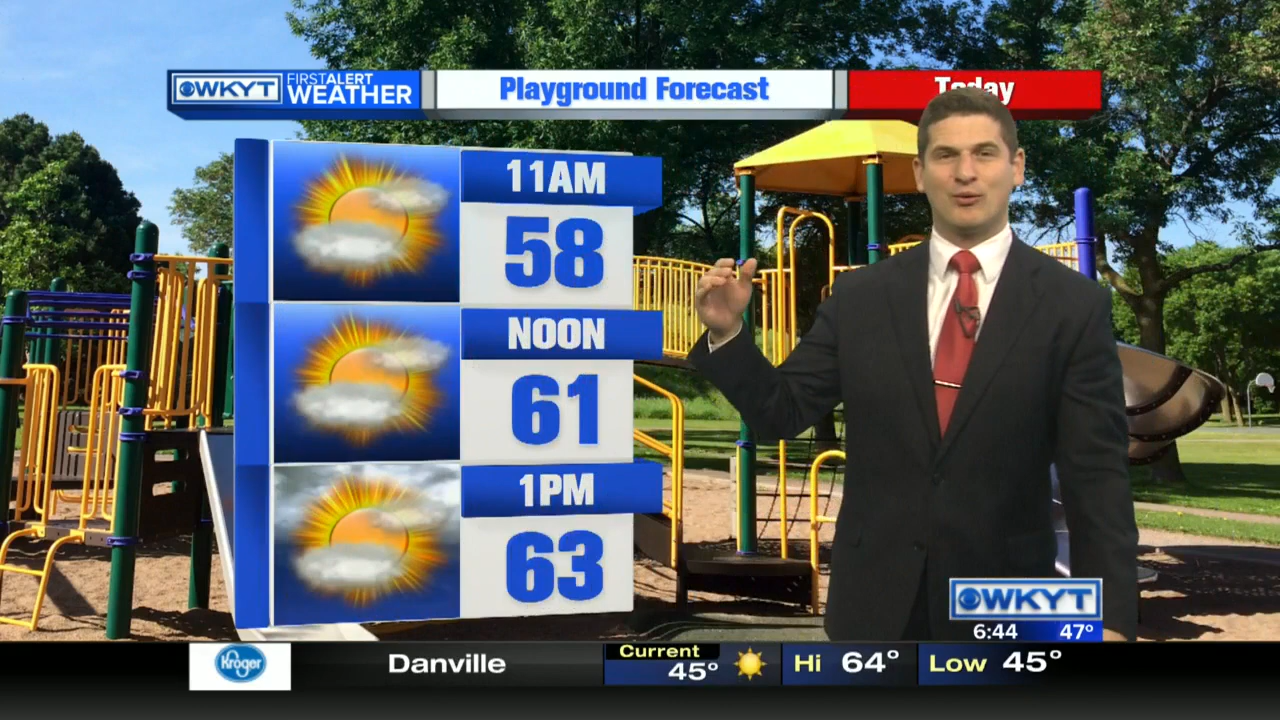 WKYT
FIRST ALERT
WEATHER
Playground Forecast
Today
11AM
58
NOON
61
1PM
63
WKYT
6:44 47°
Kroger
Danville
Current
45°
Hi 64°
Low 45°